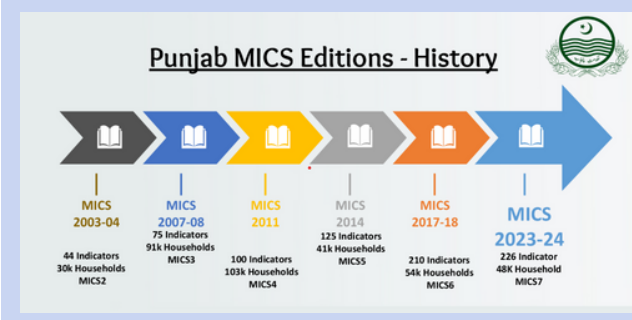 Punjab MICS Editions - History
MICS
2003-04
44 Indicators
30k Households
MICS2
MICS
2007-08
75 Indicators
91k Households
MICS3
MICS
2011
100 Indicators
103k Households
MICS4
MICS
2014
125 Indicators
41k Households
MICS5
MICS
2017-18
210 Indicators
54k Households
MICS6
MICS
2023-24
226 Indicator
48K Household
MICS7